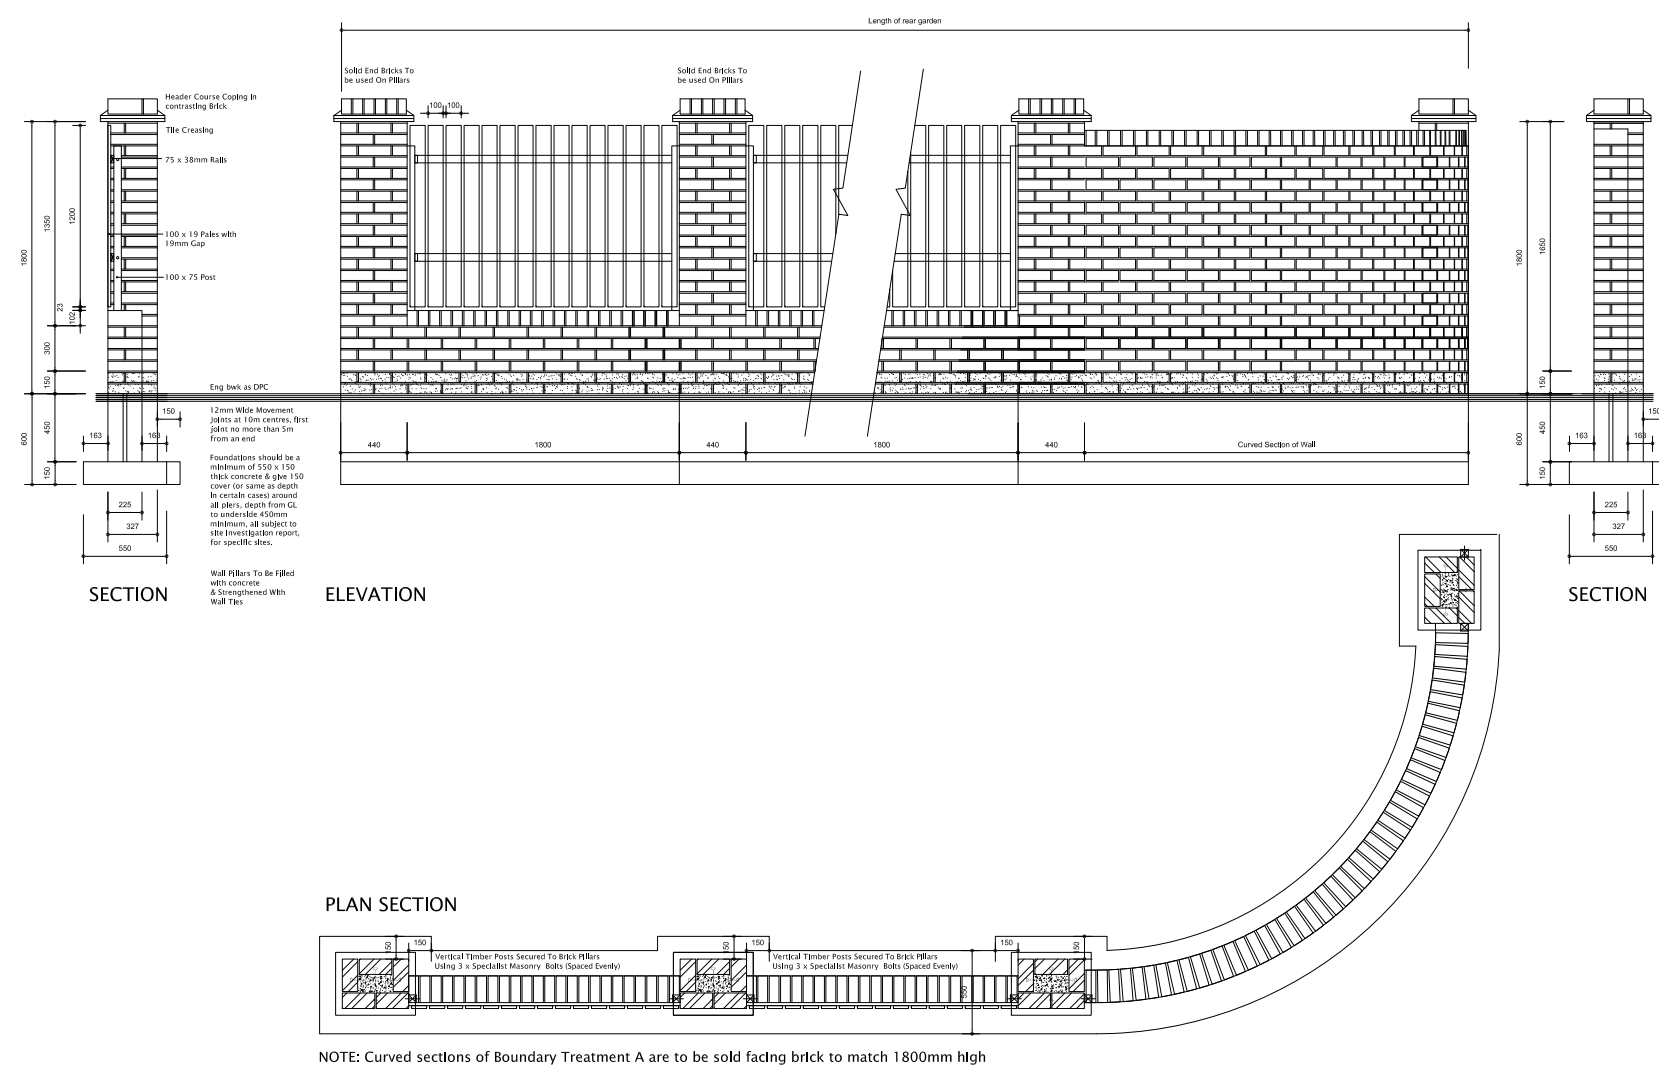 Length of rear garden
Solid End Bricks To
be used On Pillars
Solid End Bricks To
be used On Pillars
Header Course Coping in
contrasting Brick
100
100
Tile Creasing
75 x 38mm Rails
100 x 19 Pales with
19mm Gap
100 x 75 Post
1800
1350
1200
23
102
300
150
600
450
150
1800
1650
150
600
450
150
Eng bwk as DPC
12mm Wide Movement
joints at 10m centres, first
joint no more than 5m
from an end
Foundations should be a
minimum of 550 x 150
thick concrete & give 150
cover (or same as depth
in certain cases) around
all piers, depth from GL
to underside 450mm
minimum, all subject to
site investigation report,
for specific sites.
Wall Pillars To Be Filled
with concrete
& Strengthened With
Wall Ties
150
163
163
225
327
550
440
1800
440
1800
440
Curved Section of Wall
150
163
163
225
327
550
SECTION
ELEVATION
SECTION
PLAN SECTION
150
150
150
150
150
150
Vertical Timber Posts Secured To Brick Pillars
Using 3 x Specialist Masonry Bolts (Spaced Evenly)
Vertical Timber Posts Secured To Brick Pillars
Using 3 x Specialist Masonry Bolts (Spaced Evenly)
550
NOTE: Curved sections of Boundary Treatment A are to be sold facing brick to match 1800mm high